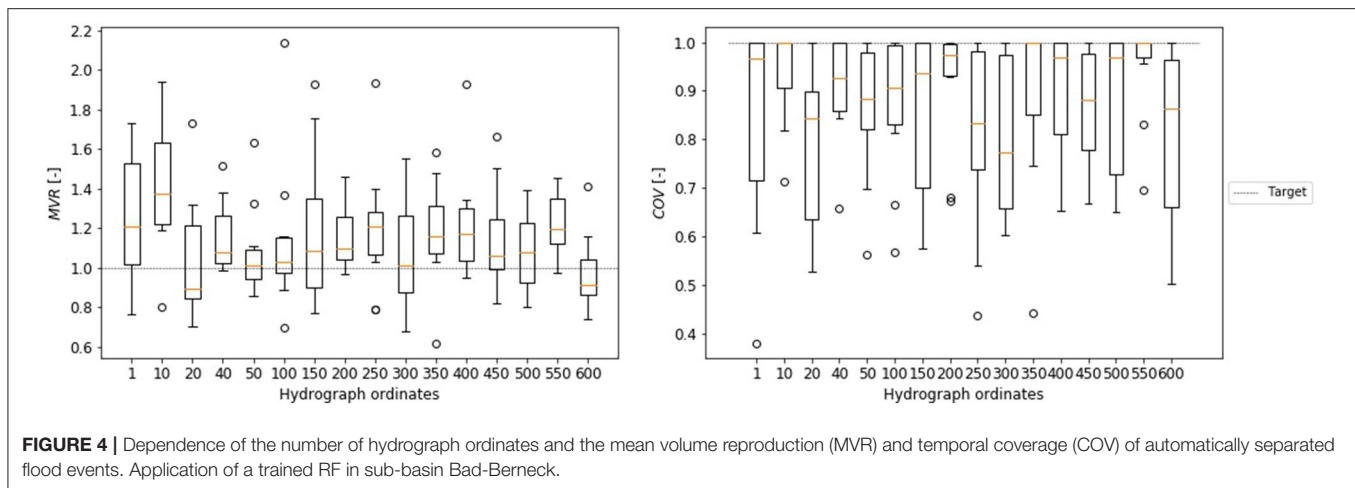 2.2
2.0
1.8
1.6
1.4
1.2
1.0
0.8
0.6
MVR [-]
1 10 20 40 50 100 150 200 250 300 350 400 450 500 550 600
Hydrograph ordinates
1.0
0.9
0.8
0.7
0.6
0.5
0.4
COV [-]
1 10 20 40 50 100 150 200 250 300 350 400 450 500 550 600
Hydrograph ordinates
Target
FIGURE 4 | Dependence of the number of hydrograph ordinates and the mean volume reproduction (MVR) and temporal coverage (COV) of automatically separated
flood events. Application of a trained RF in sub-basin Bad-Berneck.